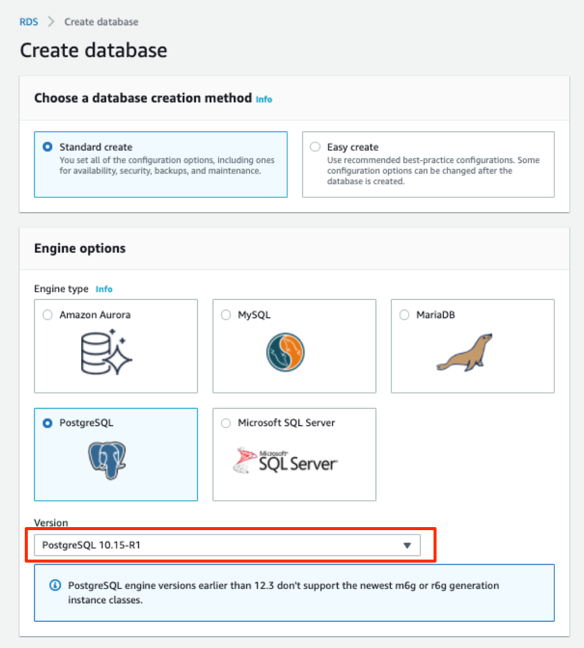 RDS > Create database
Create database
Choose a database creation method Info
Standard create
You set all of the configuration options, including ones
for availability, security, backups, and maintenance.
Easy create
Use recommended best-practice configurations. Some
configuration options can be changed after the
database is created.
Engine options
Engine type Info
Amazon Aurora
MySQL
MariaDB
PostgreSQL
Microsoft SQL Server
Microsoft
SQL Server
Version
PostgreSQL 10.15-R1
PostgreSQL engine versions earlier than 12.3 don't support the newest m6g or r6g generation
instance classes.